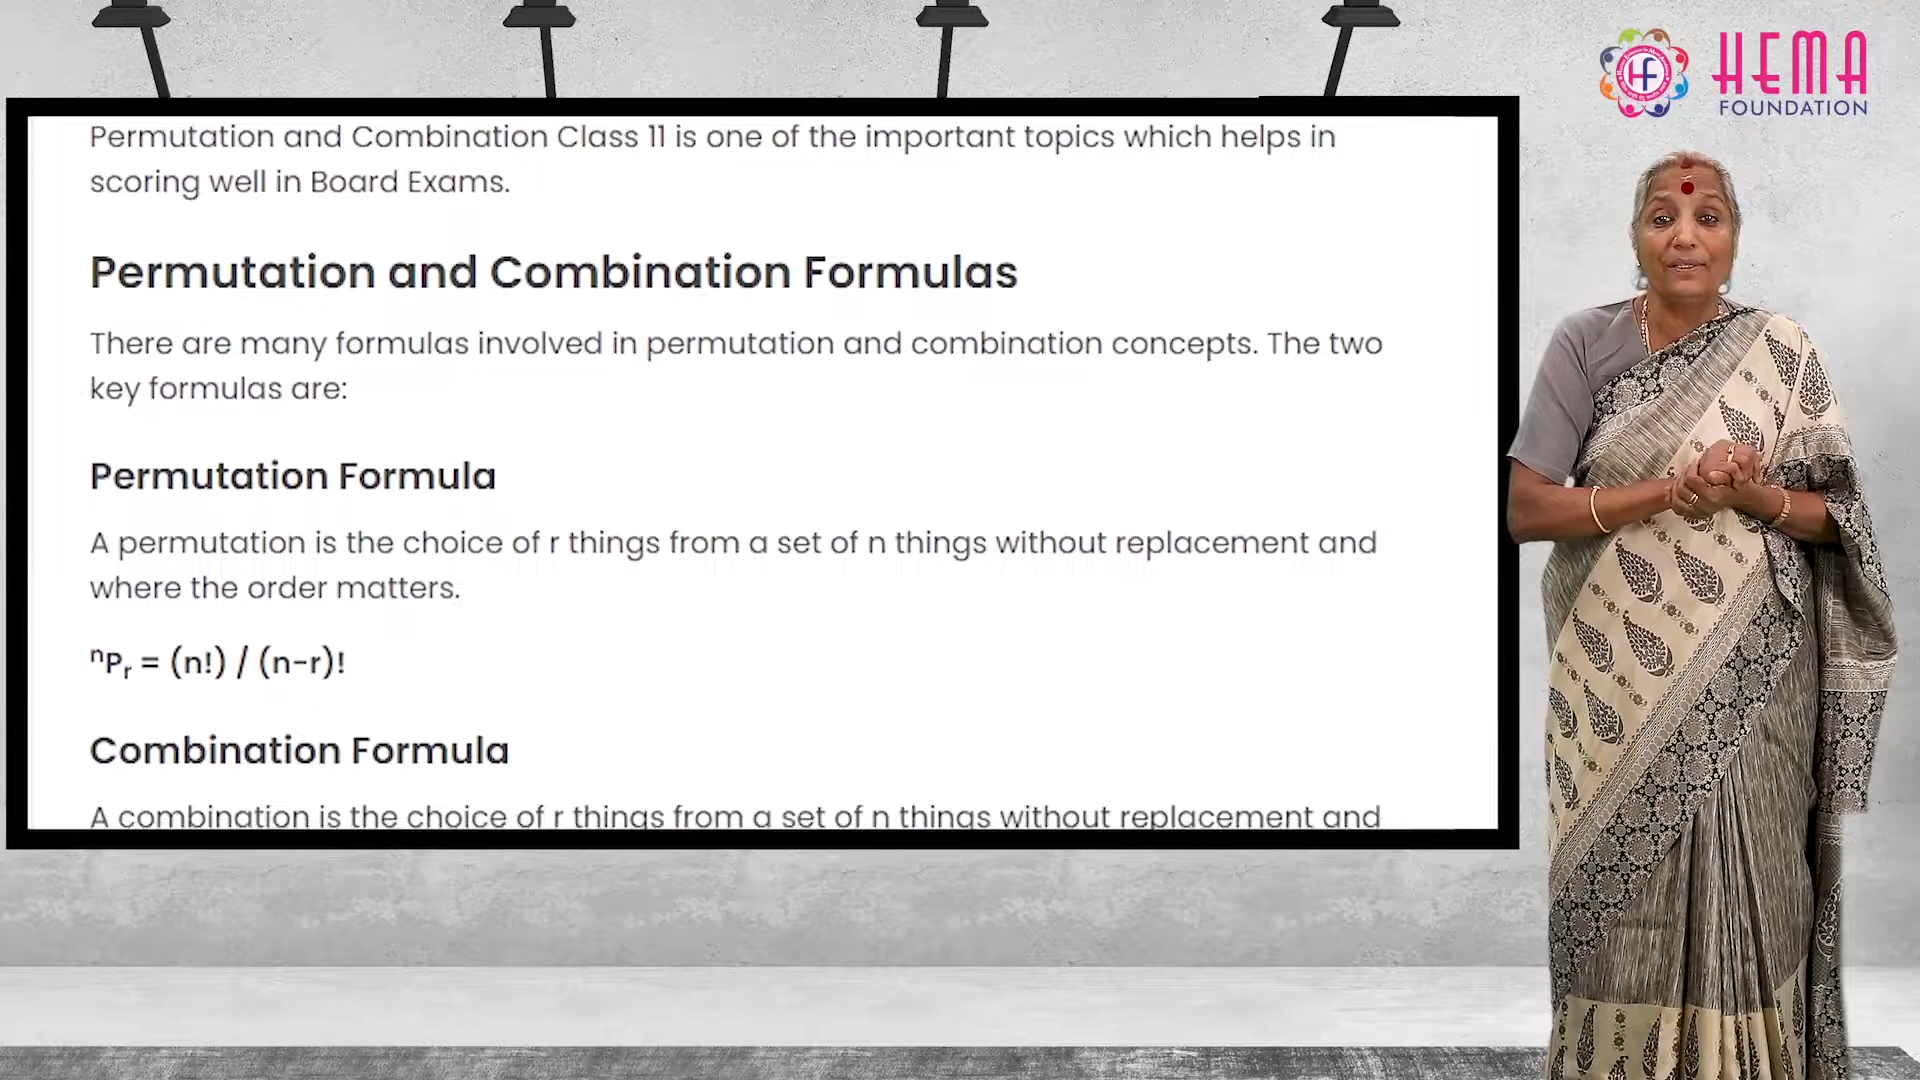 HEMA
FOUNDATION
HF
Permutation and Combination Class 11 is one of the important topics which helps in
scoring well in Board Exams.
Permutation and Combination Formulas
There are many formulas involved in permutation and combination concepts. The two
key formulas are:
Permutation Formula
A permutation is the choice of r things from a set of n things without replacement and
where the order matters.
ⁿPᵣ = (n!) / (n-r)!
Combination Formula
A combination is the choice of r things from a set of n things without replacement and